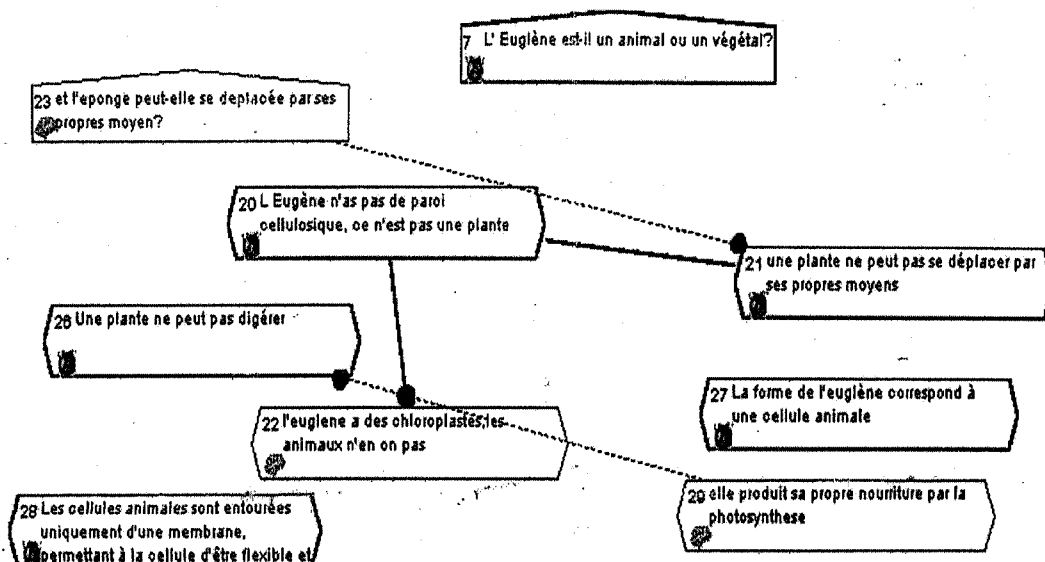 7 L' Euglène est-il un animal ou un végétal?
23 et l'eponge peut-elle se deplacée par ses
propres moyen?
20 L Eugène n'as pas de paroi
cellulosique, ce n'est pas une plante
21 une plante ne peut pas se déplacer par
ses propres moyens
26 Une plante ne peut pas digérer
27 La forme de l'euglène correspond à
une cellule animale
22 l'euglene a des chloroplastes,les
animaux n'en on pas
29 elle produit sa propre nourriture par la
photosynthese
28 Les cellules animales sont entourées
uniquement d'une membrane,
permettant à la cellule d'être flexible et